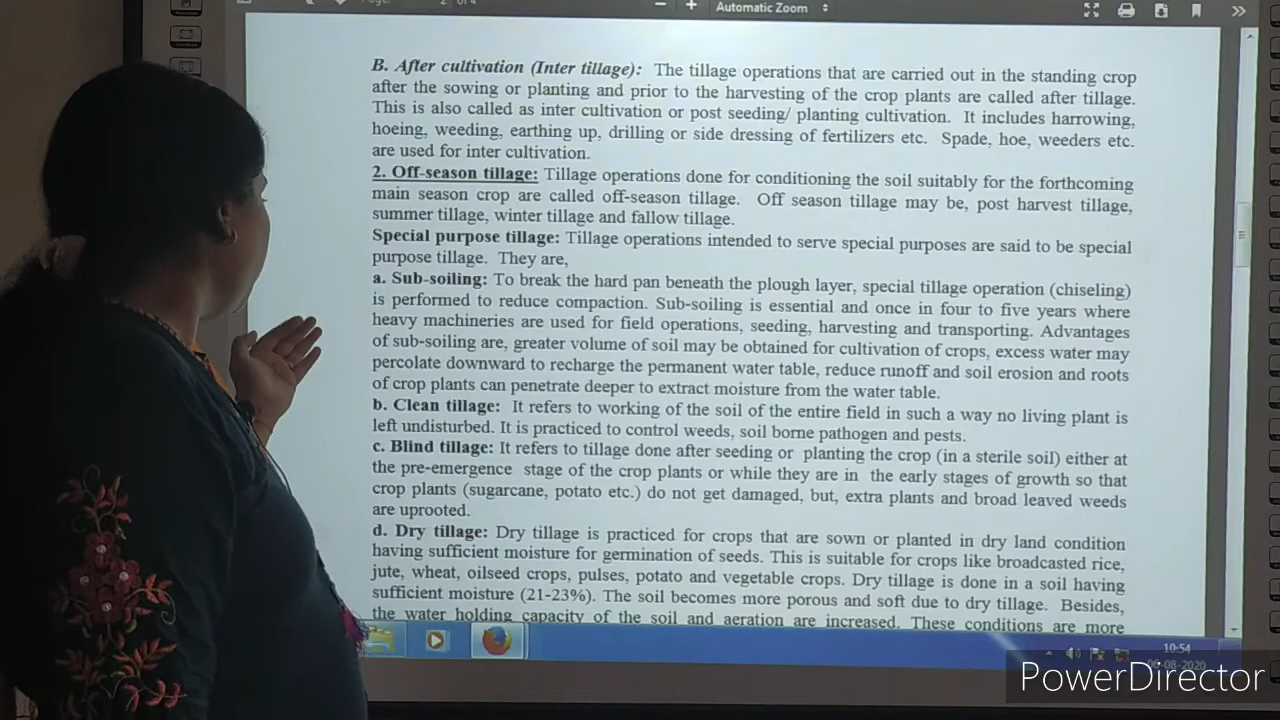 2 of 4
Automatic Zoom
B. After cultivation (Inter tillage): The tillage operations that are carried out in the standing crop
after the sowing or planting and prior to the harvesting of the crop plants are called after tillage.
This is also called as inter cultivation or post seeding/ planting cultivation. It includes harrowing,
hoeing, weeding, earthing up, drilling or side dressing of fertilizers etc. Spade, hoe, weeders etc.
are used for inter cultivation.
2. Off-season tillage: Tillage operations done for conditioning the soil suitably for the forthcoming
main season crop are called off-season tillage. Off season tillage may be, post harvest tillage,
summer tillage, winter tillage and fallow tillage.
Special purpose tillage: Tillage operations intended to serve special purposes are said to be special
purpose tillage. They are,
a. Sub-soiling: To break the hard pan beneath the plough layer, special tillage operation (chiseling)
is performed to reduce compaction. Sub-soiling is essential and once in four to five years where
heavy machineries are used for field operations, seeding, harvesting and transporting. Advantages
of sub-soiling are, greater volume of soil may be obtained for cultivation of crops, excess water may
percolate downward to recharge the permanent water table, reduce runoff and soil erosion and roots
of crop plants can penetrate deeper to extract moisture from the water table.
b. Clean tillage: It refers to working of the soil of the entire field in such a way no living plant is
left undisturbed. It is practiced to control weeds, soil borne pathogen and pests.
c. Blind tillage: It refers to tillage done after seeding or planting the crop (in a sterile soil) either at
the pre-emergence stage of the crop plants or while they are in the early stages of growth so that
crop plants (sugarcane, potato etc.) do not get damaged, but, extra plants and broad leaved weeds
are uprooted.
d. Dry tillage: Dry tillage is practiced for crops that are sown or planted in dry land condition
having sufficient moisture for germination of seeds. This is suitable for crops like broadcasted rice,
jute, wheat, oilseed crops, pulses, potato and vegetable crops. Dry tillage is done in a soil having
sufficient moisture (21-23%). The soil becomes more porous and soft due to dry tillage. Besides,
the water holding capacity of the soil and aeration are increased. These conditions are more
10:54
06-08-2020
PowerDirector